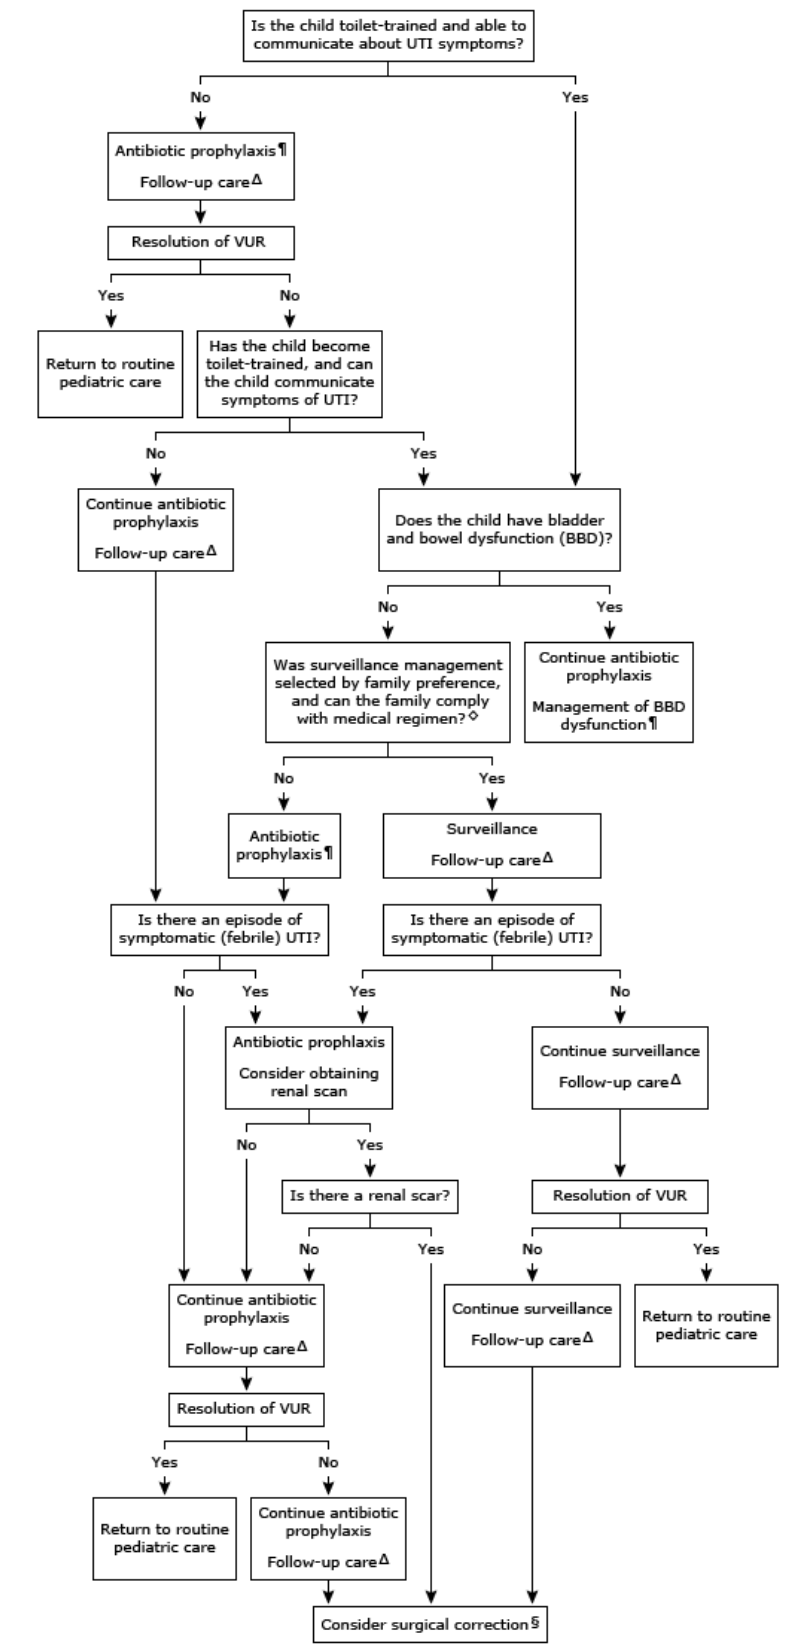 Is the child toilet-trained and able to
communicate about UTI symptoms?
No
Yes
Antibiotic prophylaxis¶
Follow-up careΔ
Resolution of VUR
Yes
No
Return to routine
pediatric care
Has the child become
toilet-trained, and can
the child communicate
symptoms of UTI?
No
Yes
Continue antibiotic
prophylaxis
Follow-up careΔ
Does the child have bladder
and bowel dysfunction (BBD)?
No
Yes
Was surveillance management
selected by family preference,
and can the family comply
with medical regimen?◇
Continue antibiotic
prophylaxis
Management of BBD
dysfunction¶
No
Yes
Antibiotic
prophylaxis¶
Surveillance
Follow-up careΔ
Is there an episode of
symptomatic (febrile) UTI?
Is there an episode of
symptomatic (febrile) UTI?
No
Yes
Yes
No
Antibiotic prophlaxis
Consider obtaining
renal scan
Continue surveillance
Follow-up careΔ
No
Yes
Is there a renal scar?
Resolution of VUR
No
Yes
No
Yes
Continue antibiotic
prophylaxis
Follow-up careΔ
Continue surveillance
Follow-up careΔ
Return to routine
pediatric care
Resolution of VUR
Yes
No
Return to routine
pediatric care
Continue antibiotic
prophylaxis
Follow-up careΔ
Consider surgical correction§